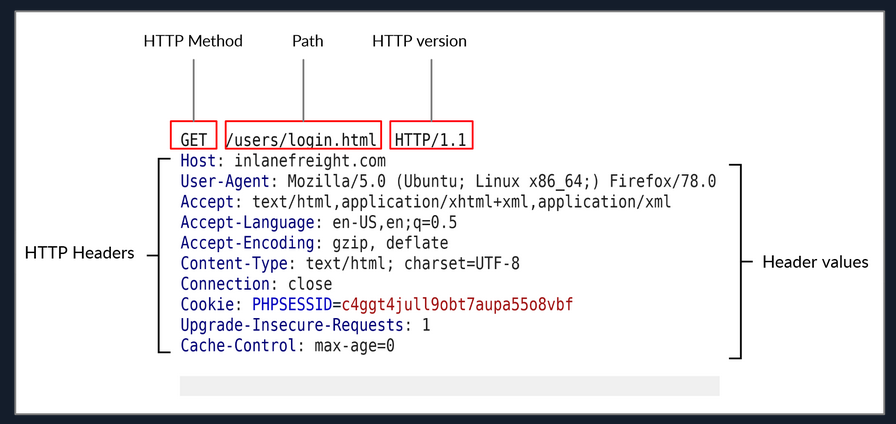 HTTP Method Path HTTP version
GET /users/login.html HTTP/1.1
Host: inlanefreight.com
User-Agent: Mozilla/5.0 (Ubuntu; Linux x86_64;) Firefox/78.0
Accept: text/html,application/xhtml+xml,application/xml
Accept-Language: en-US,en;q=0.5
Accept-Encoding: gzip, deflate
HTTP Headers
Header values
Content-Type: text/html; charset=UTF-8
Connection: close
Cookie: PHPSESSID=c4ggt4jull9obt7aupa55o8vbf
Upgrade-Insecure-Requests: 1
Cache-Control: max-age=0